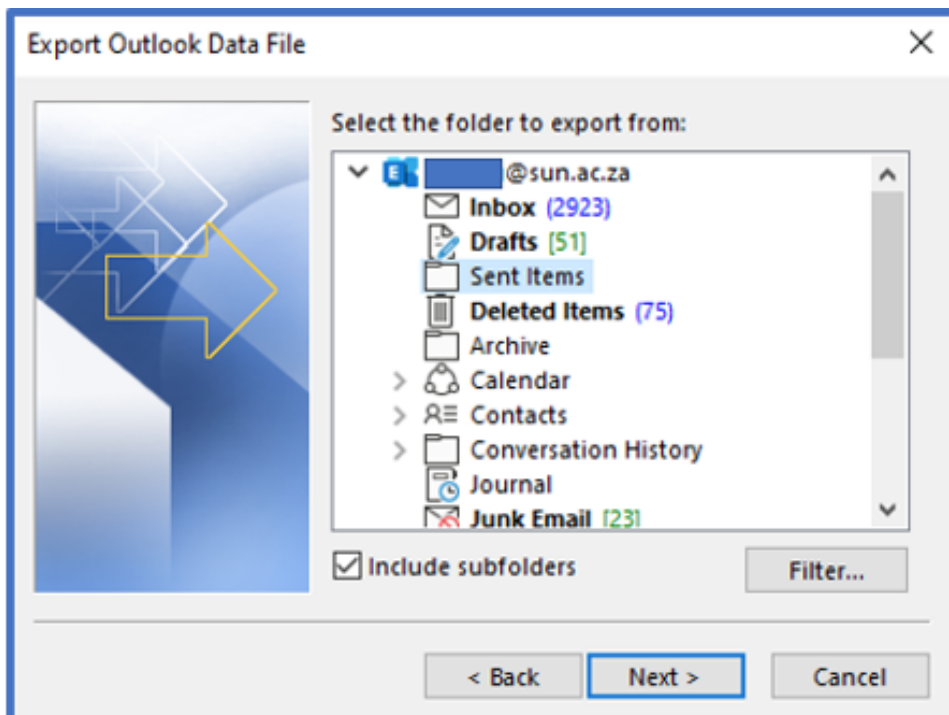 Export Outlook Data File
Select the folder to export from:
@sun.ac.za
Inbox (2923)
Drafts [51]
Sent Items
Deleted Items (75)
Archive
Calendar
Contacts
Conversation History
Journal
Junk Email [23]
Include subfolders
Filter...
< Back
Next >
Cancel